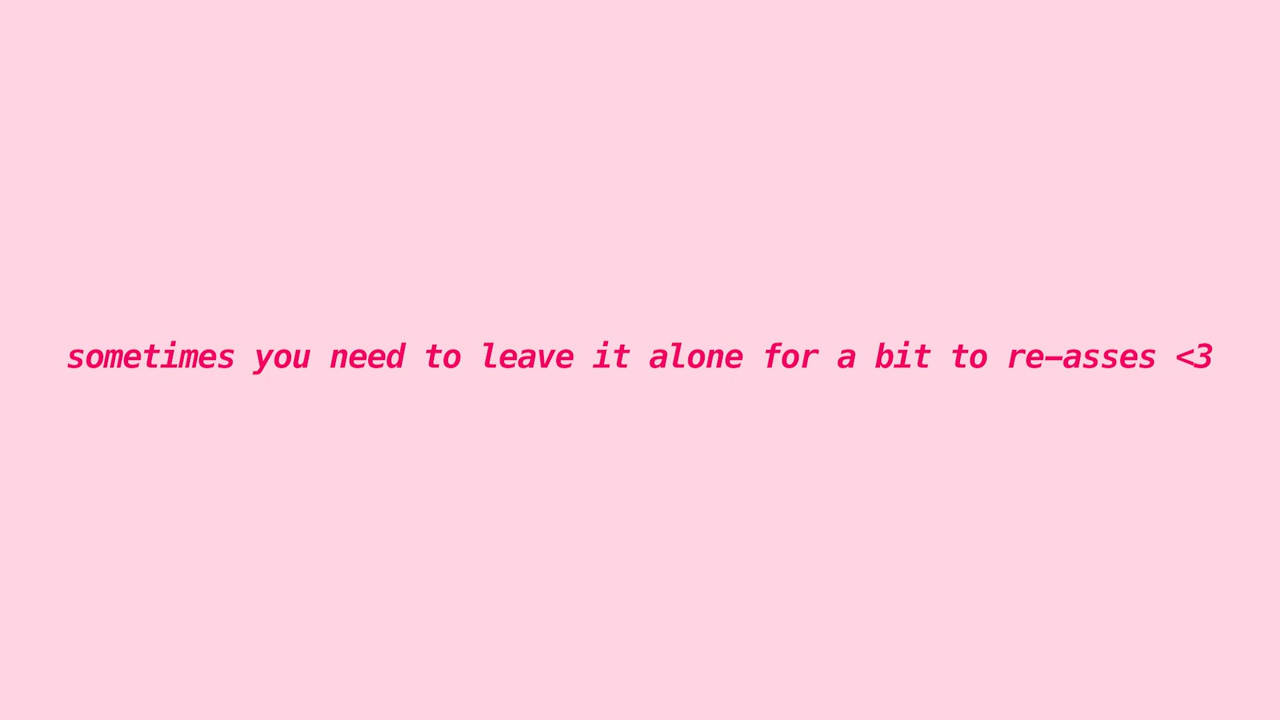 sometimes you need to leave it alone for a bit to re-asses <3